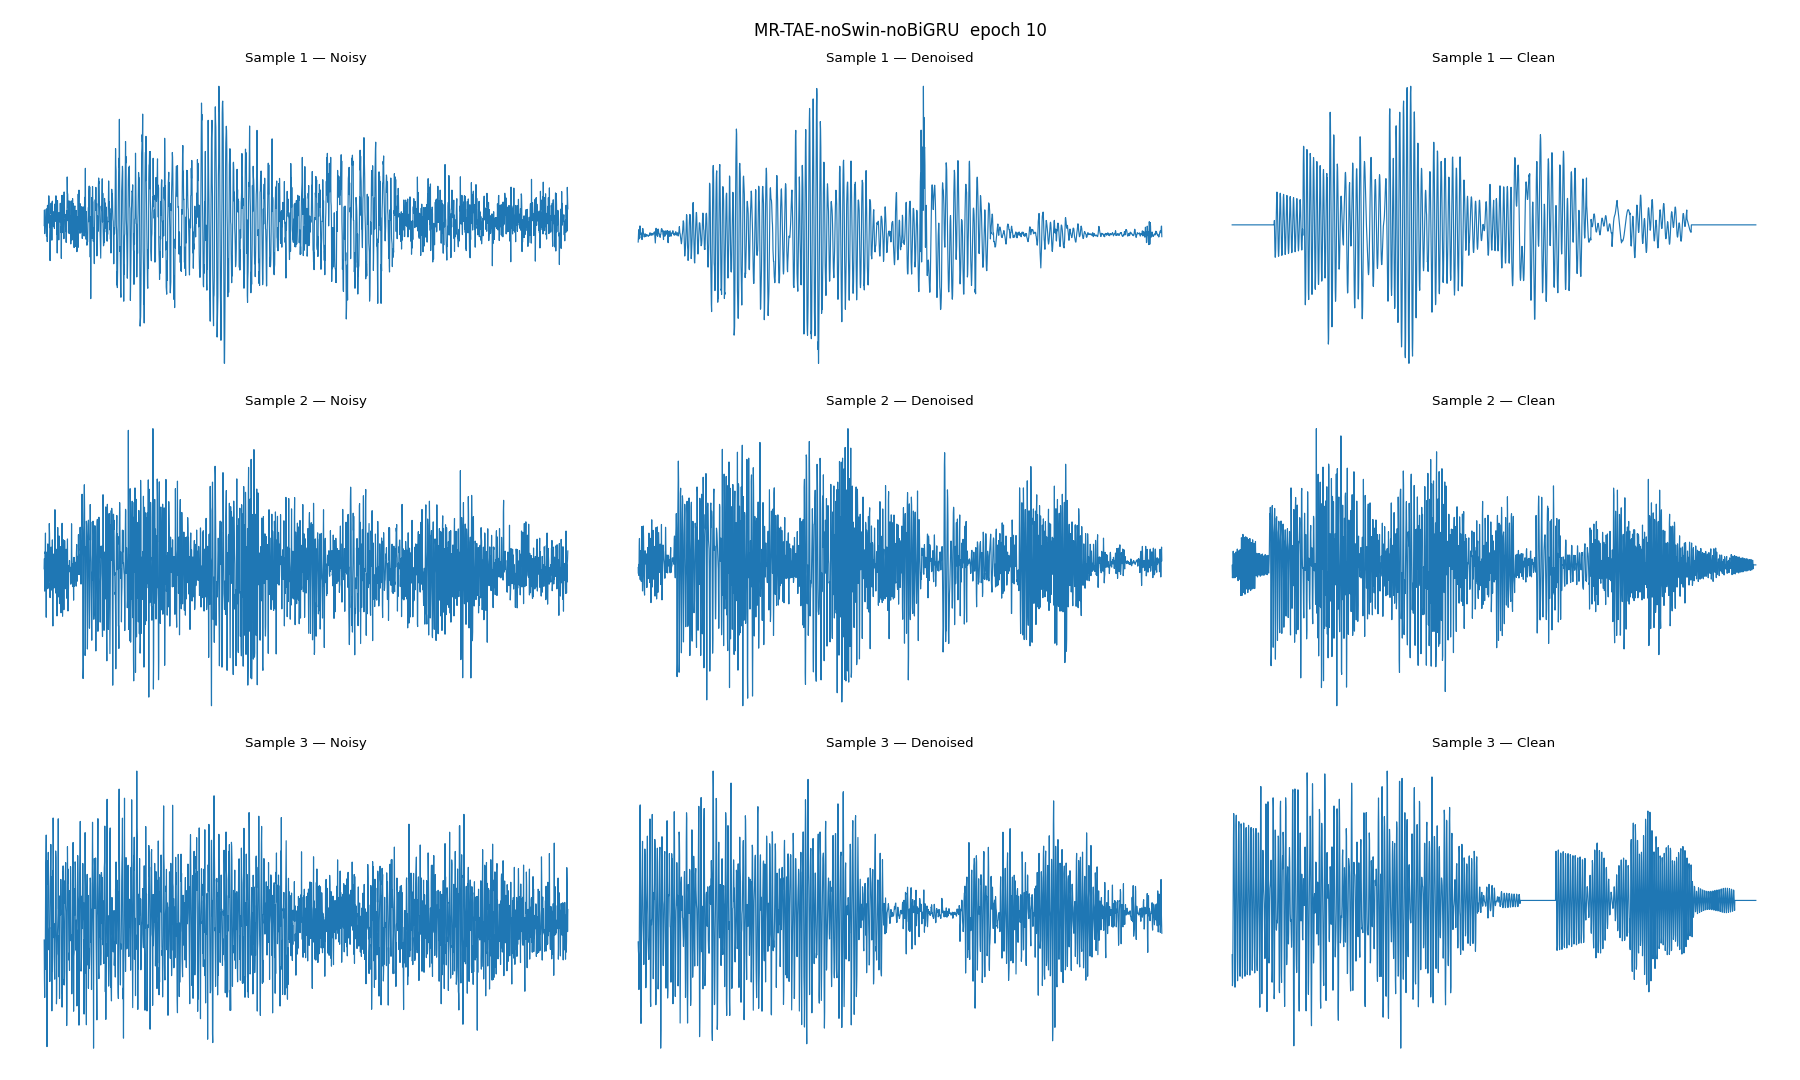 MR-TAE-noSwin-noBiGRU  epoch 10
Sample 1 — Noisy
Sample 1 — Denoised
Sample 1 — Clean
Sample 2 — Noisy
Sample 2 — Denoised
Sample 2 — Clean
Sample 3 — Noisy
Sample 3 — Denoised
Sample 3 — Clean